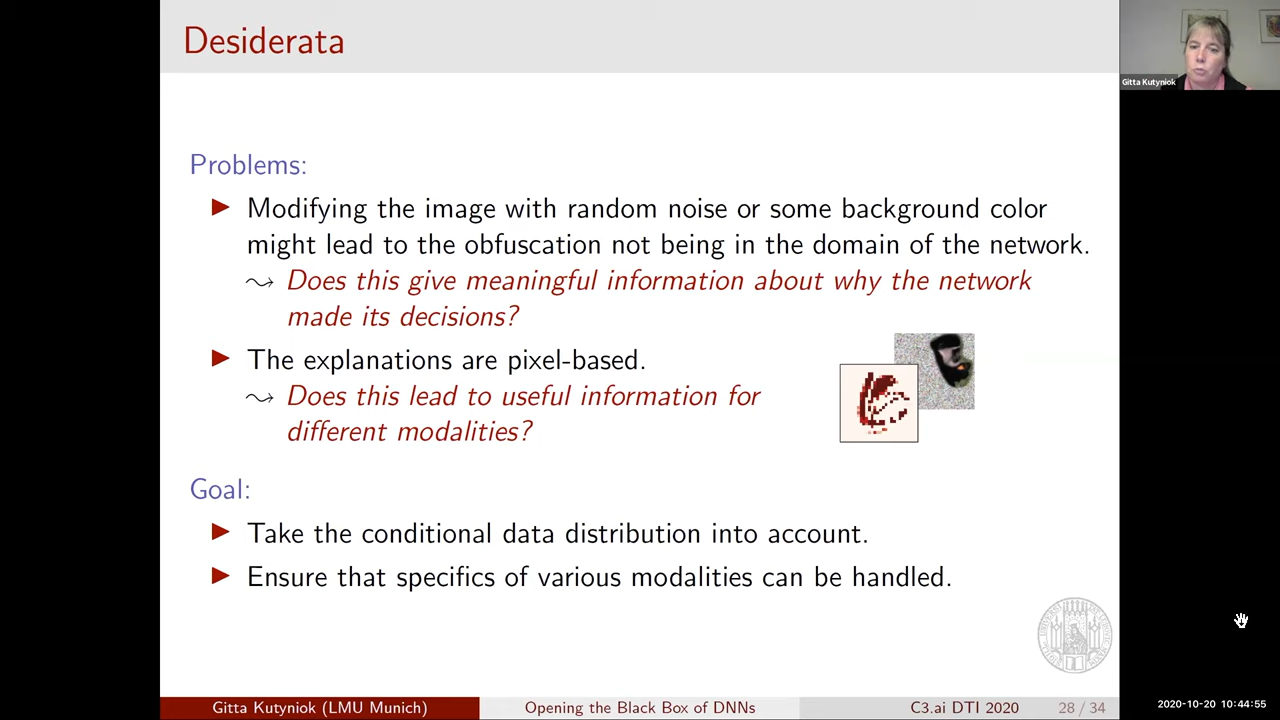 Desiderata
Gitta Kutyniok
Problems:
▶ Modifying the image with random noise or some background color
might lead to the obfuscation not being in the domain of the network.
⤳ Does this give meaningful information about why the network
made its decisions?
▶ The explanations are pixel-based.
⤳ Does this lead to useful information for
different modalities?
Goal:
▶ Take the conditional data distribution into account.
▶ Ensure that specifics of various modalities can be handled.
Gitta Kutyniok (LMU Munich) Opening the Black Box of DNNs C3.ai DTI 2020 28 / 34
2020-10-20 10:44:55